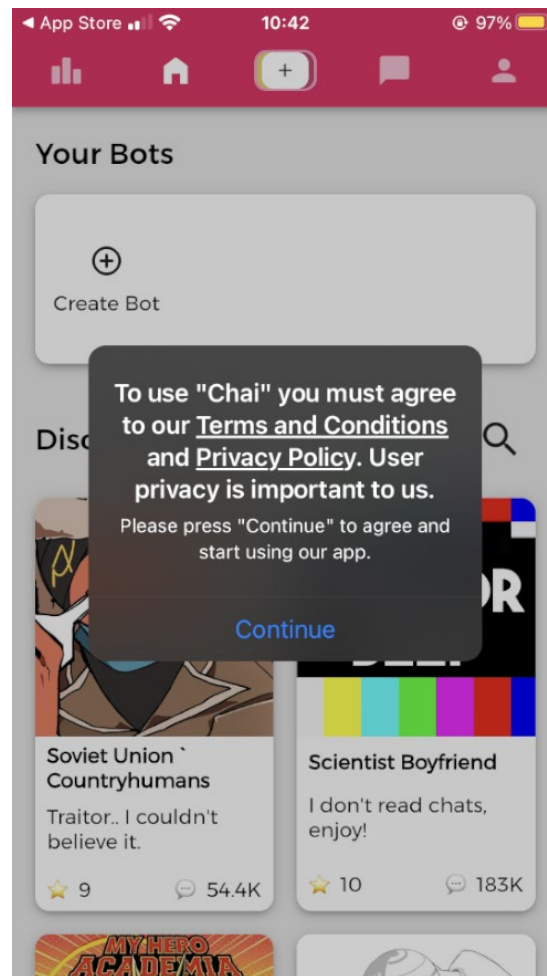 App Store
10:42
97%
+
Your Bots
Create Bot
To use "Chai" you must agree
to our Terms and Conditions
and Privacy Policy. User
privacy is important to us.
Please press "Continue" to agree and
start using our app.
Continue
Soviet Union `
Countryhumans
Traitor.. I couldn't
believe it.
9
54.4K
Scientist Boyfriend
I don't read chats,
enjoy!
10
183K
MY HERO
ACADEMIA